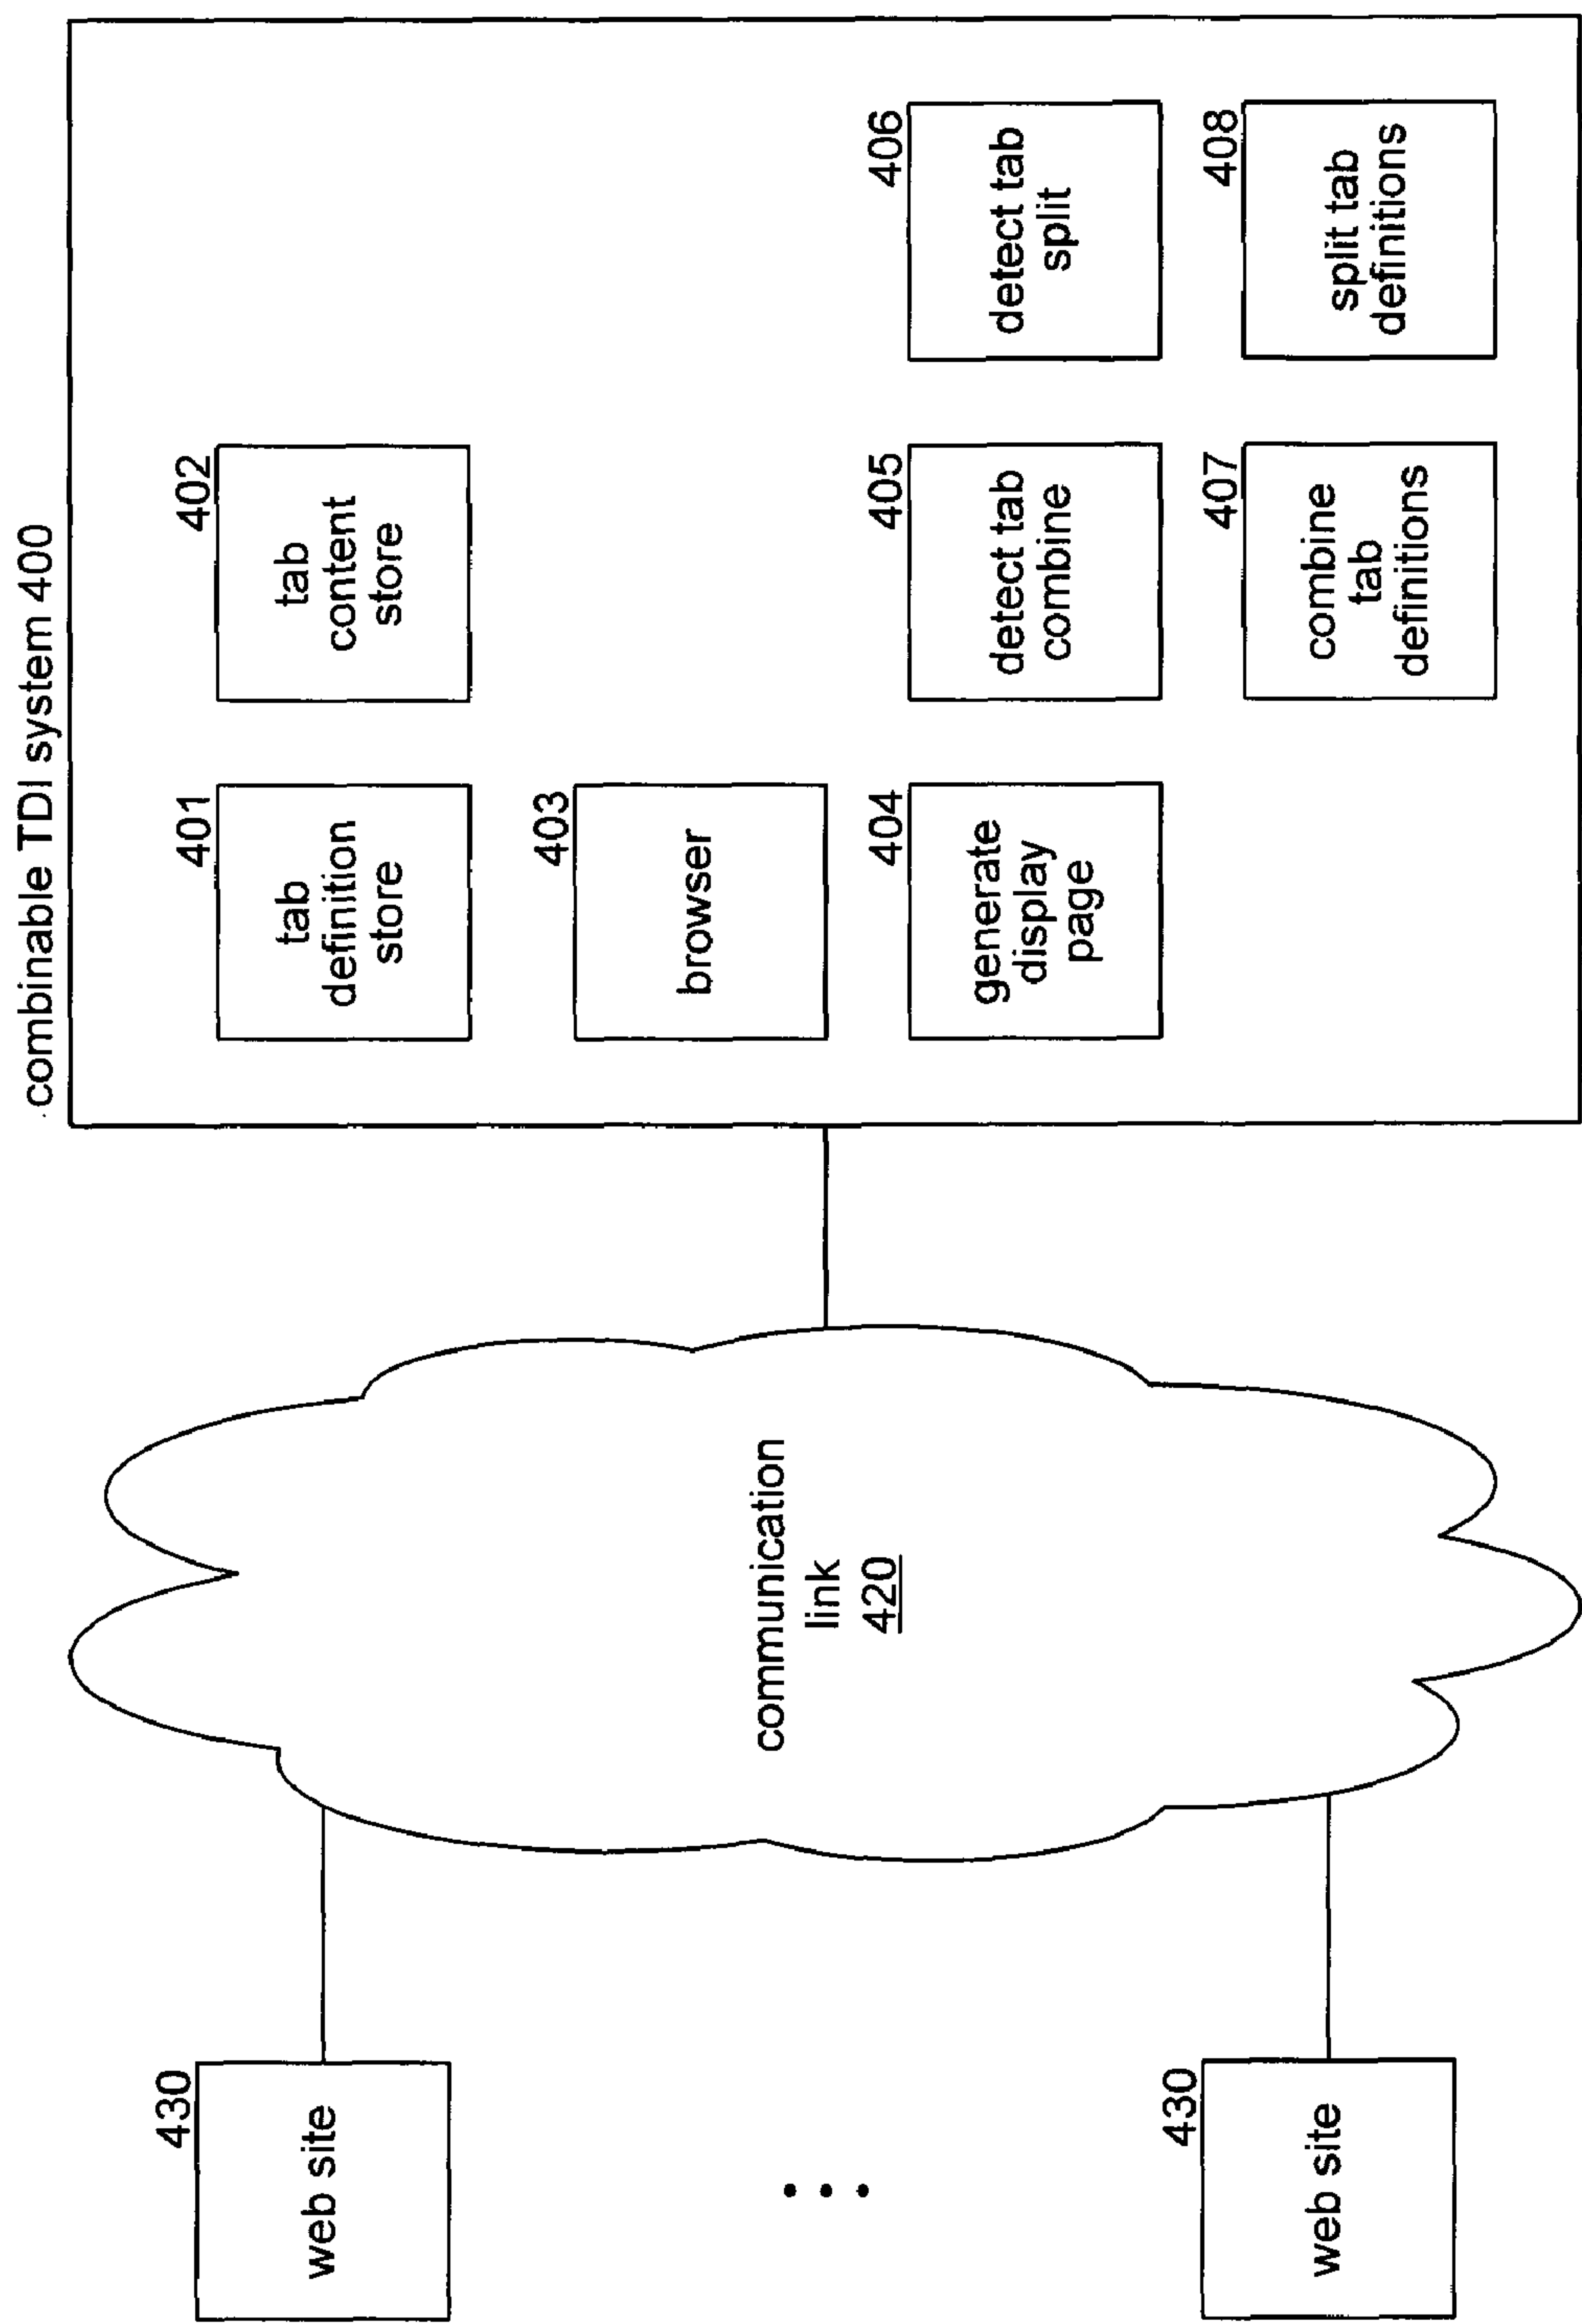 combinable TDI system 400
401
tab
definition
store
402
tab
content
store
403
browser
404
generate
display
page
405
detect tab
combine
406
detect tab
split
407
combine
tab
definitions
408
split tab
definitions
communication
link
420
430
web site
430
web site